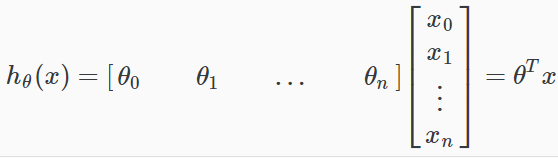 h_θ(x) = [ θ_0 θ_1 … θ_n ] [ x_0 x_1 ⋮ x_n ] = θ^T x